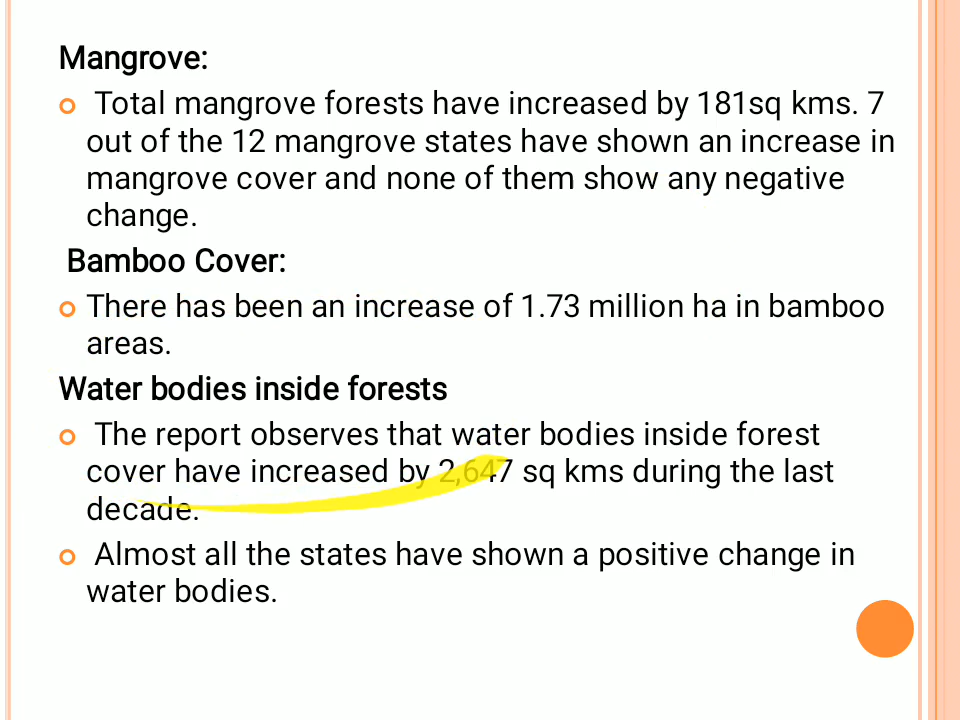 Mangrove:
Total mangrove forests have increased by 181sq kms. 7
out of the 12 mangrove states have shown an increase in
mangrove cover and none of them show any negative
change.
Bamboo Cover:
There has been an increase of 1.73 million ha in bamboo
areas.
Water bodies inside forests
The report observes that water bodies inside forest
cover have increased by 2,647 sq kms during the last
decade.
Almost all the states have shown a positive change in
water bodies.